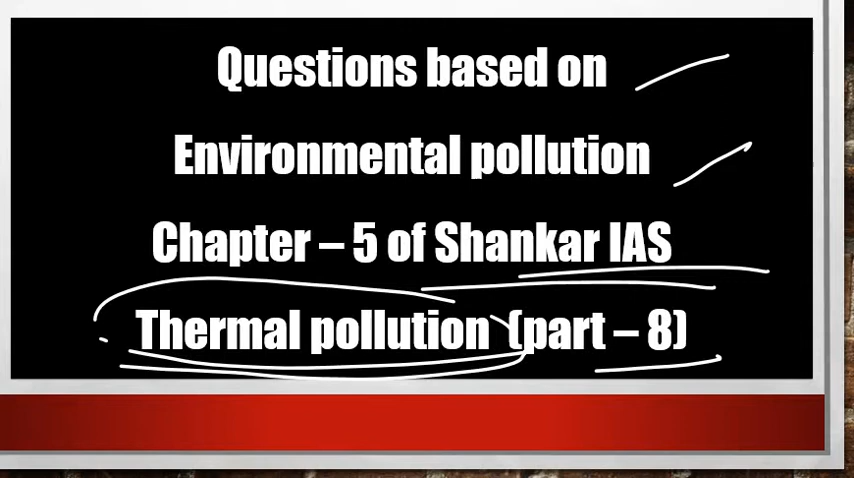 Questions based on
Environmental pollution
Chapter – 5 of Shankar IAS
Thermal pollution (part – 8)